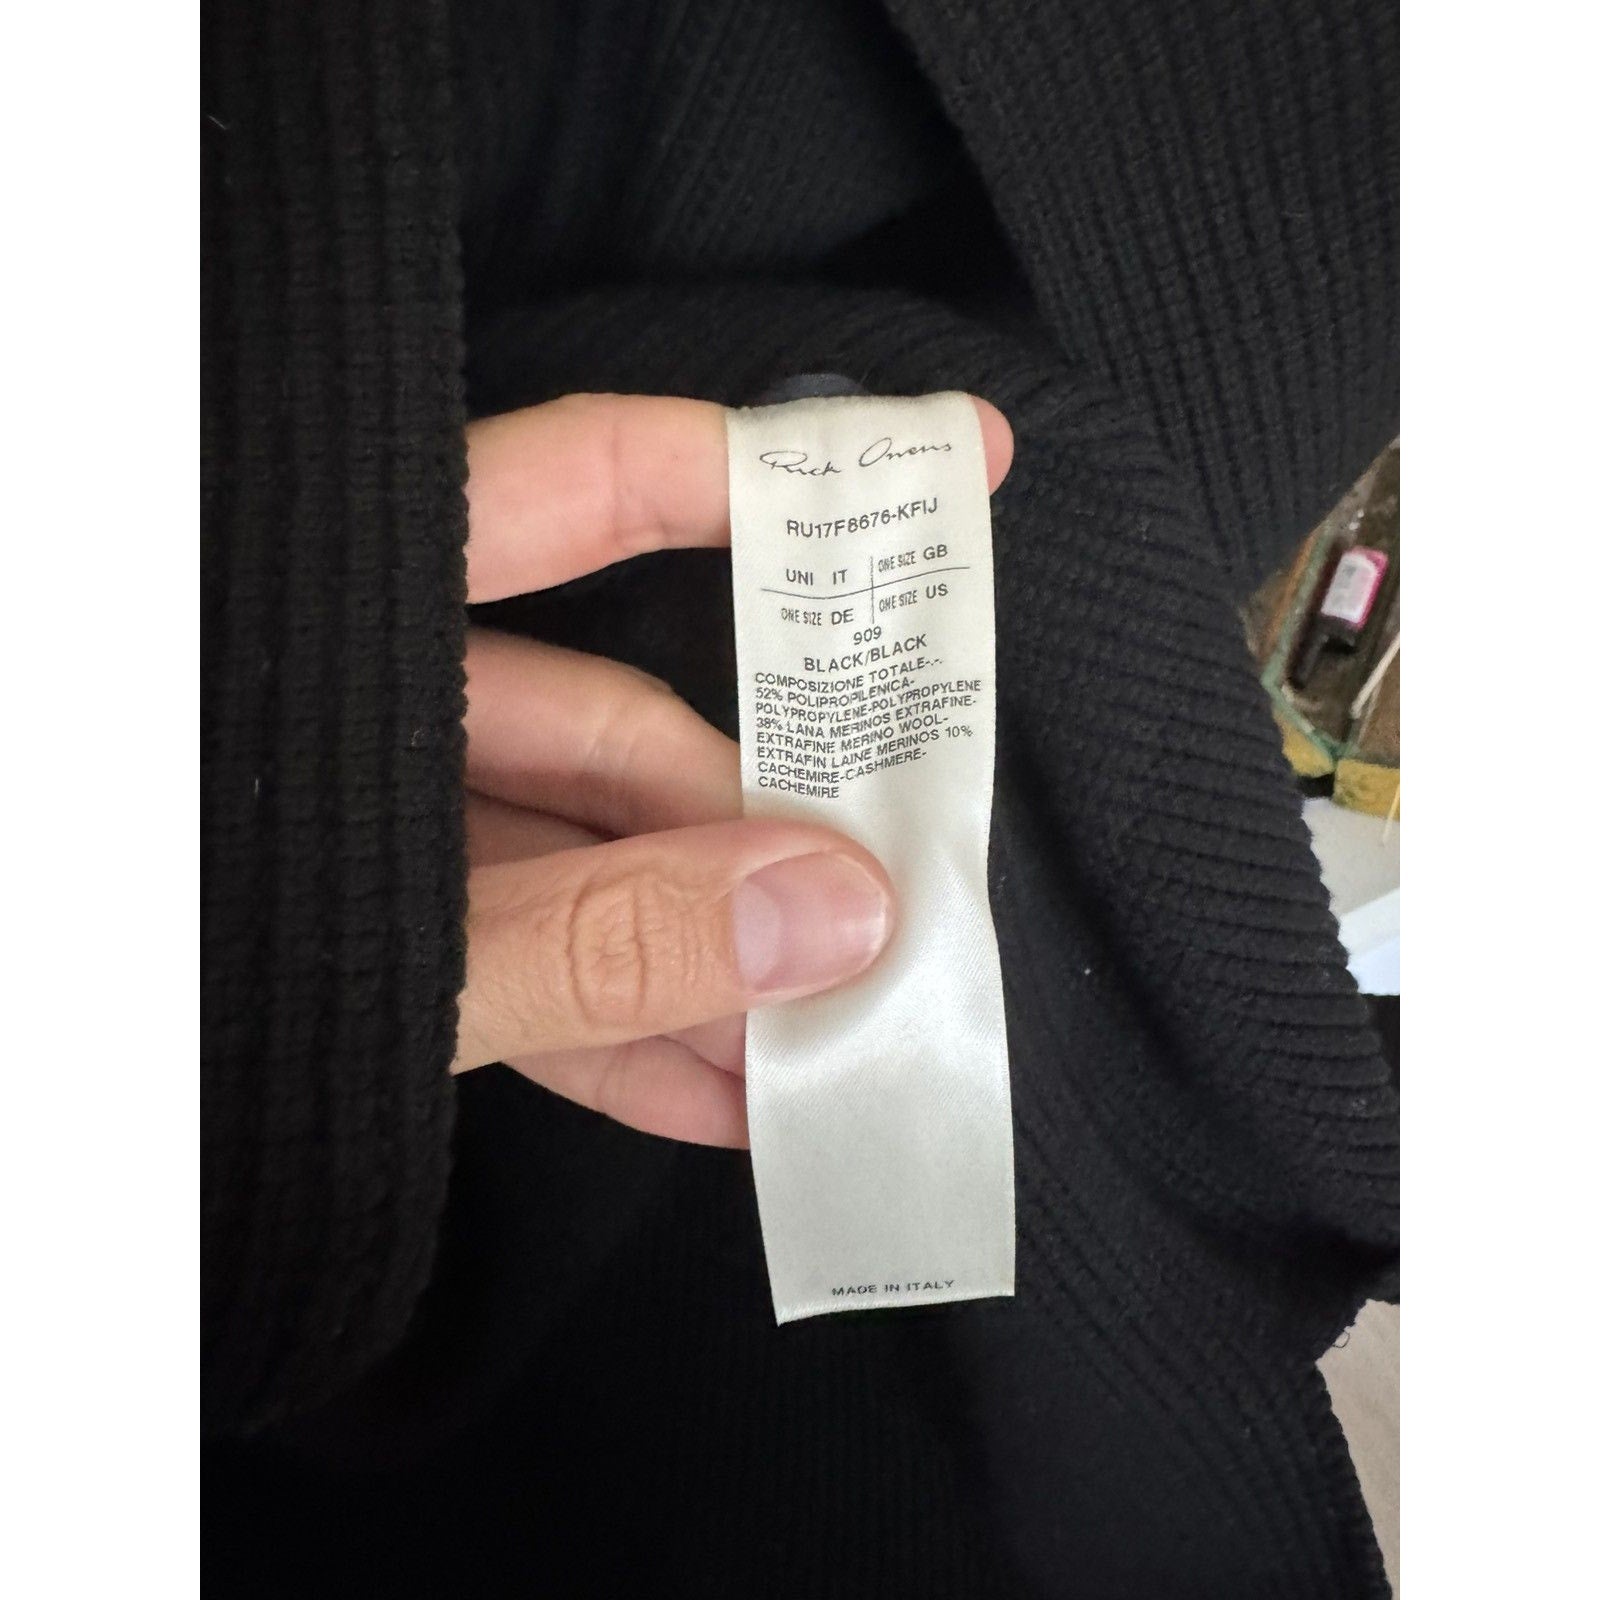 Rick Owens
RU17F8676-KFIJ
UNI IT ONE SIZE GB
ONE SIZE DE ONE SIZE US
909
BLACK/BLACK
COMPOSIZIONE TOTALE-.-.
52% POLIPROPILENICA-
POLYPROPYLENE-POLYPROPYLENE
38% LANA MERINOS EXTRAFINE-
EXTRAFINE MERINO WOOL-
EXTRAFIN LAINE MERINOS 10%
CACHEMIRE-CASHMERE-
CACHEMIRE
MADE IN ITALY